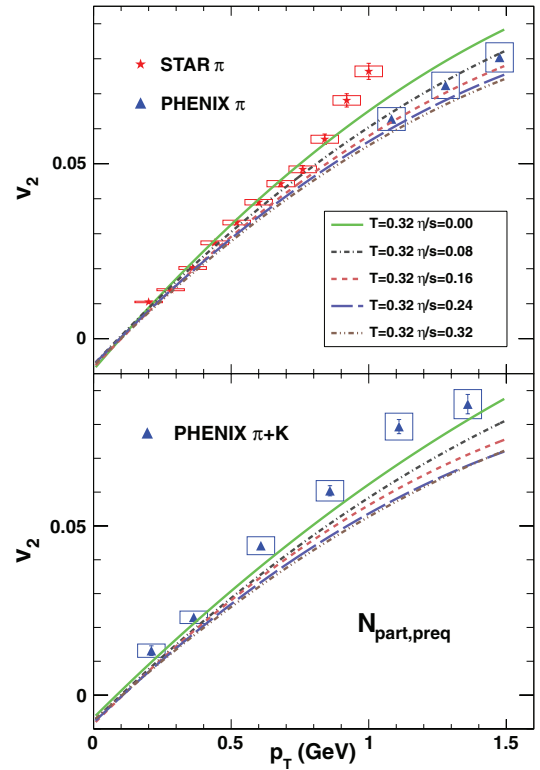 STAR π
PHENIX π
v2
0.05
0
T=0.32 η/s=0.00
T=0.32 η/s=0.08
T=0.32 η/s=0.16
T=0.32 η/s=0.24
T=0.32 η/s=0.32
PHENIX π+K
v2
0.05
0
Npart,preq
0 0.5 1 1.5
pT (GeV)